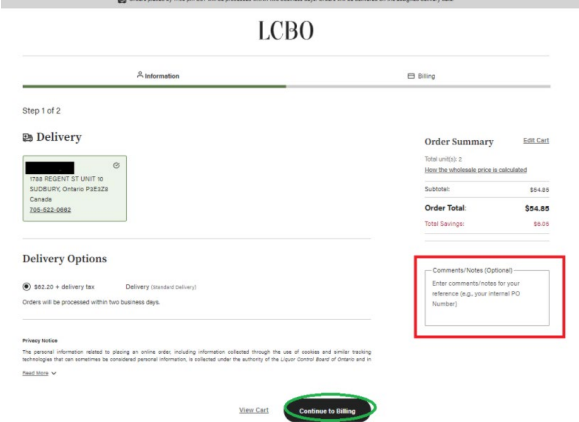 LCBO
Information
Billing
Step 1 of 2
Delivery
1788 REGENT ST UNIT 10
SUDBURY, Ontario P3E3Z8
Canada
705-522-0662
Delivery Options
$62.20 + delivery tax Delivery (Standard Delivery)
Orders will be processed within two business days.
Privacy Notice
The personal information related to placing an online order, including information collected through the use of cookies and similar tracking
technologies that can sometimes be considered personal information, is collected under the authority of the Liquor Control Board of Ontario and in
Read More
View Cart
Continue to Billing
Order Summary Edit Cart
Total unit(s): 2
How the wholesale price is calculated
Subtotal: $54.85
Order Total: $54.85
Total Savings: $6.05
Comments/Notes (Optional)
Enter comments/notes for your
reference (e.g., your internal PO
Number)